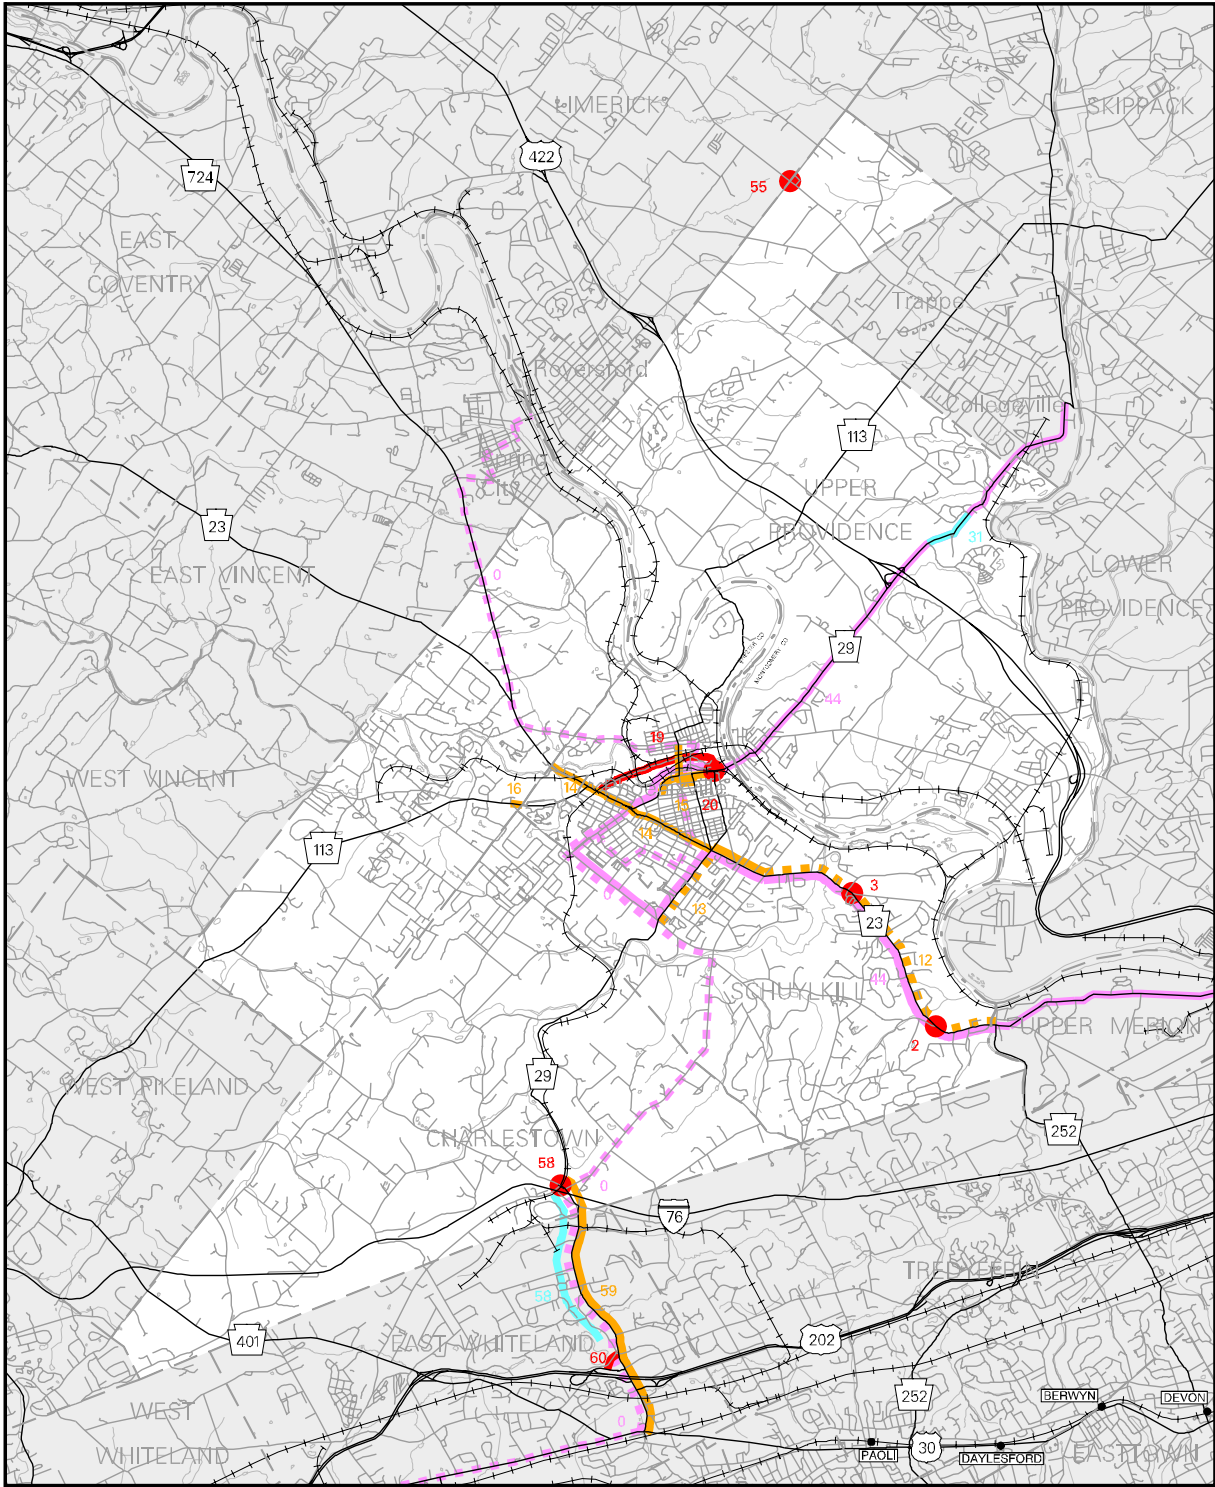 LIMERICK
SKIPPACK
422
724
55
EAST
COVENTRY
Trappe
Royersford
Collegeville
113
Spring
City
UPPER
PROVIDENCE
31
23
0
EAST VINCENT
LOWER
PROVIDENCE
29
MONTGOMERY CO
44
19
WEST VINCENT
16
14
15
20
11
113
3
0
13
23
12
44
SCHUYLKILL
UPPER MERION
2
29
WEST PIKELAND
252
CHARLESTOWN
58
0
76
TREDYFFRIN
58
59
401
EAST WHITELAND
202
60
252
BERWYN
DEVON
WEST
0
WHITELAND
PAOLI
30
DAYLESFORD
EASTTOWN